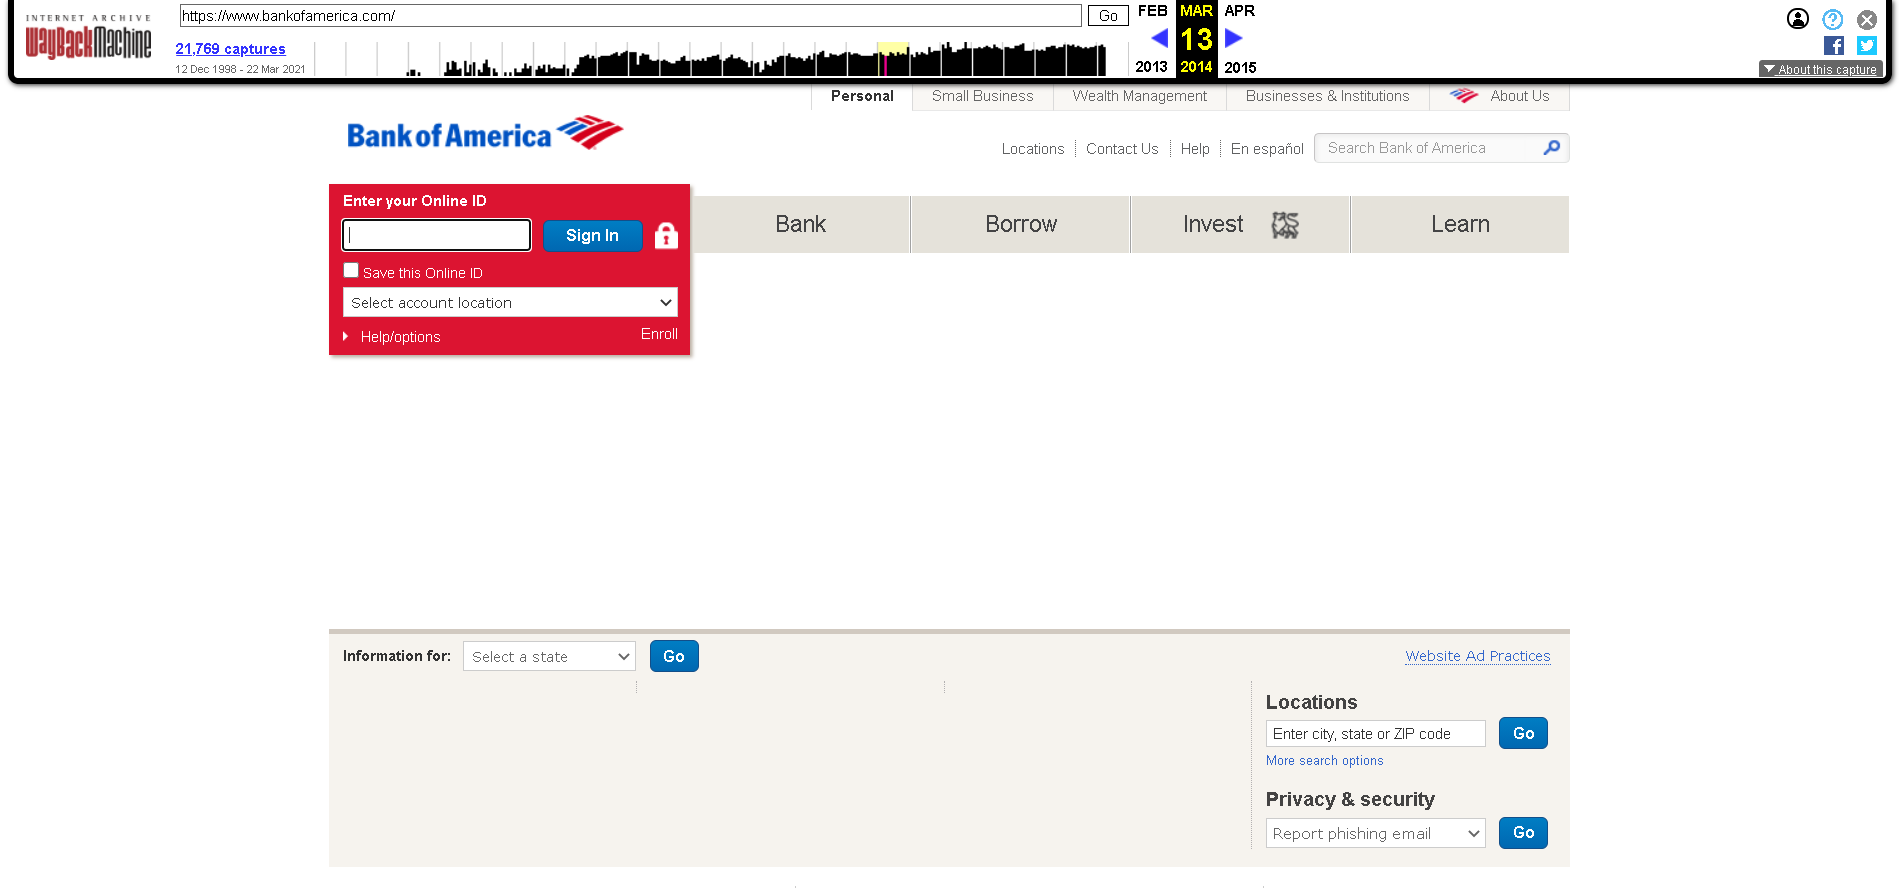 INTERNET ARCHIVE
WayBackMachine
https://www.bankofamerica.com/
Go
FEB
MAR
APR
21,769 captures
13
12 Dec 1998 - 22 Mar 2021
2013
2014
2015
About this capture
Personal
Small Business
Wealth Management
Businesses & Institutions
About Us
Bank of America
Locations
Contact Us
Help
En español
Search Bank of America
Enter your Online ID
Sign In
Save this Online ID
Select account location
Help/options
Enroll
Bank
Borrow
Invest
Learn
Information for:
Select a state
Go
Website Ad Practices
Locations
Enter city, state or ZIP code
Go
More search options
Privacy & security
Report phishing email
Go